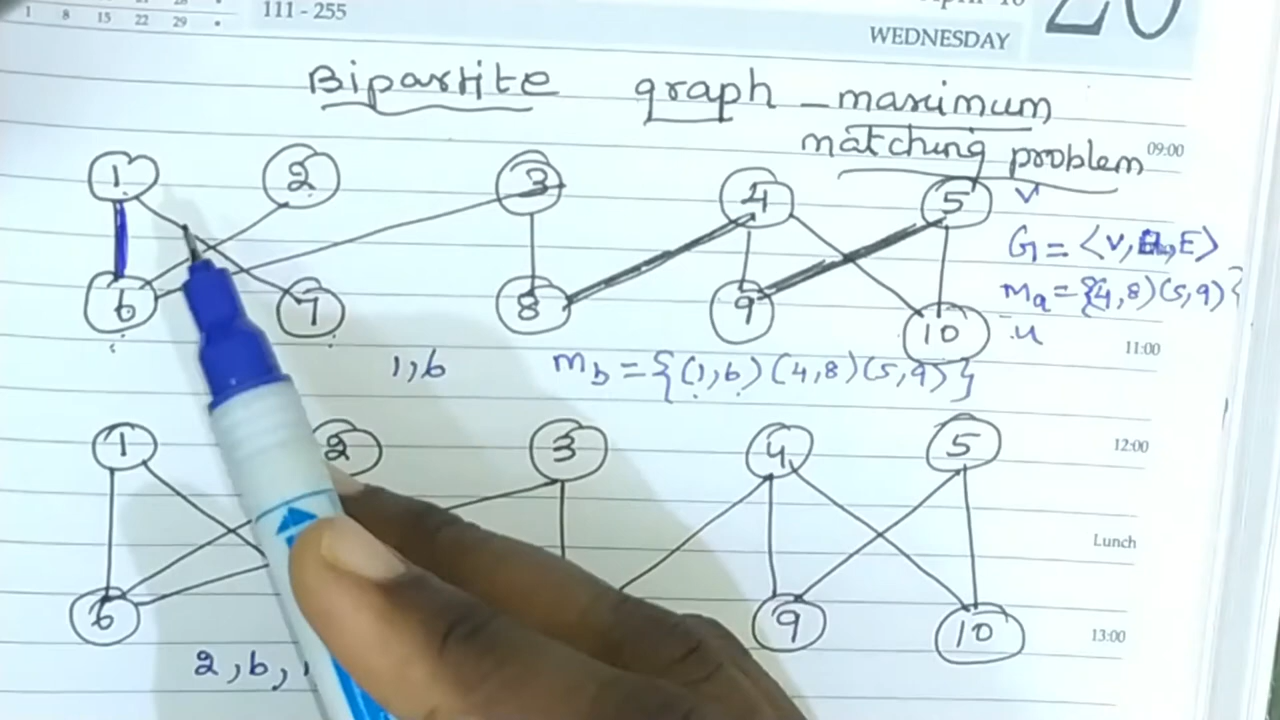 1 8 15 22 29
111 - 255
WEDNESDAY
20
Bipartite graph - maximum
matching problem
09:00
1 2 3 4 5 V
G = <V, E>
ma = {4,8)(5,9)}
6 7 8 9 10 u
11:00
1,6 mb = {(1,6)(4,8)(5,9)}
12:00
1 2 3 4 5
Lunch
6 9 10
13:00
2, 6,